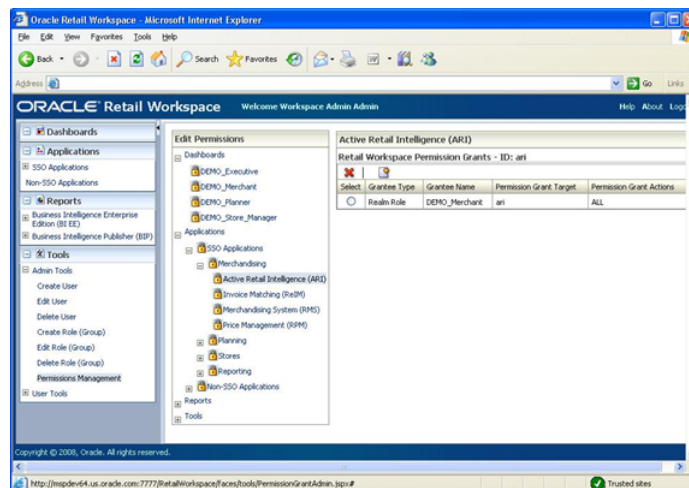 Oracle Retail Workspace - Microsoft Internet Explorer
File Edit View Favorites Tools Help
Back Search Favorites
Address Go Links
ORACLE Retail Workspace Welcome Workspace Admin Admin Help About
Dashboards
Applications
SSO Applications
Non-SSO Applications
Reports
Business Intelligence Enterprise
Edition (BI EE)
Business Intelligence Publisher (BIP)
Tools
Admin Tools
Create User
Edit User
Delete User
Create Role (Group)
Edit Role (Group)
Delete Role (Group)
Permissions Management
User Tools
Edit Permissions
Dashboards
DEMO_Executive
DEMO_Merchant
DEMO_Planner
DEMO_Store_Manager
Applications
SSO Applications
Merchandising
Active Retail Intelligence (ARI)
Invoice Matching (ReIM)
Merchandising System (RMS)
Price Management (RPM)
Planning
Stores
Reporting
Non-SSO Applications
Reports
Tools
Active Retail Intelligence (ARI)
Retail Workspace Permission Grants - ID: ari
Select Grantee Type Grantee Name Permission Grant Target Permission Grant Actions
Realm Role DEMO_Merchant ari ALL
Copyright © 2008, Oracle. All rights reserved.
http://mspdev64.us.oracle.com:7777/RetailWorkspace/faces/tools/PermissionGrantAdmin.jspx# Trusted sites